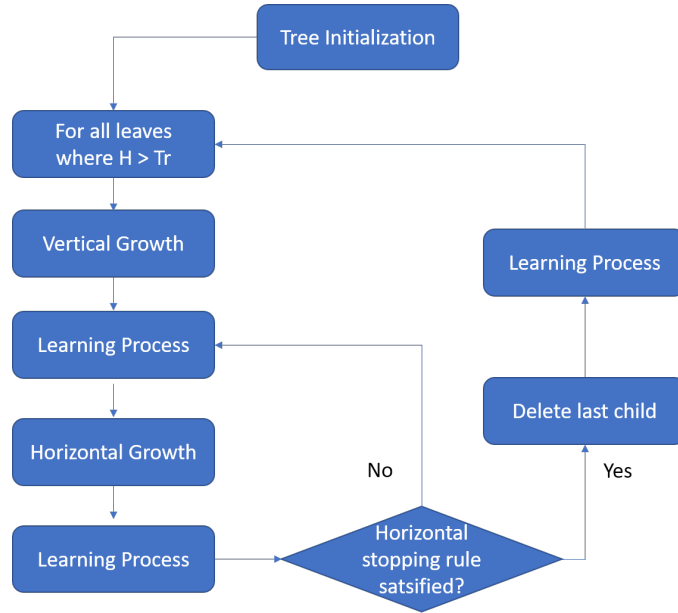 Tree Initialization
For all leaves
where H > Tr
Vertical Growth
Learning Process
Learning Process
Delete last child
Horizontal Growth
No
Yes
Learning Process
Horizontal
stopping rule
satsified?